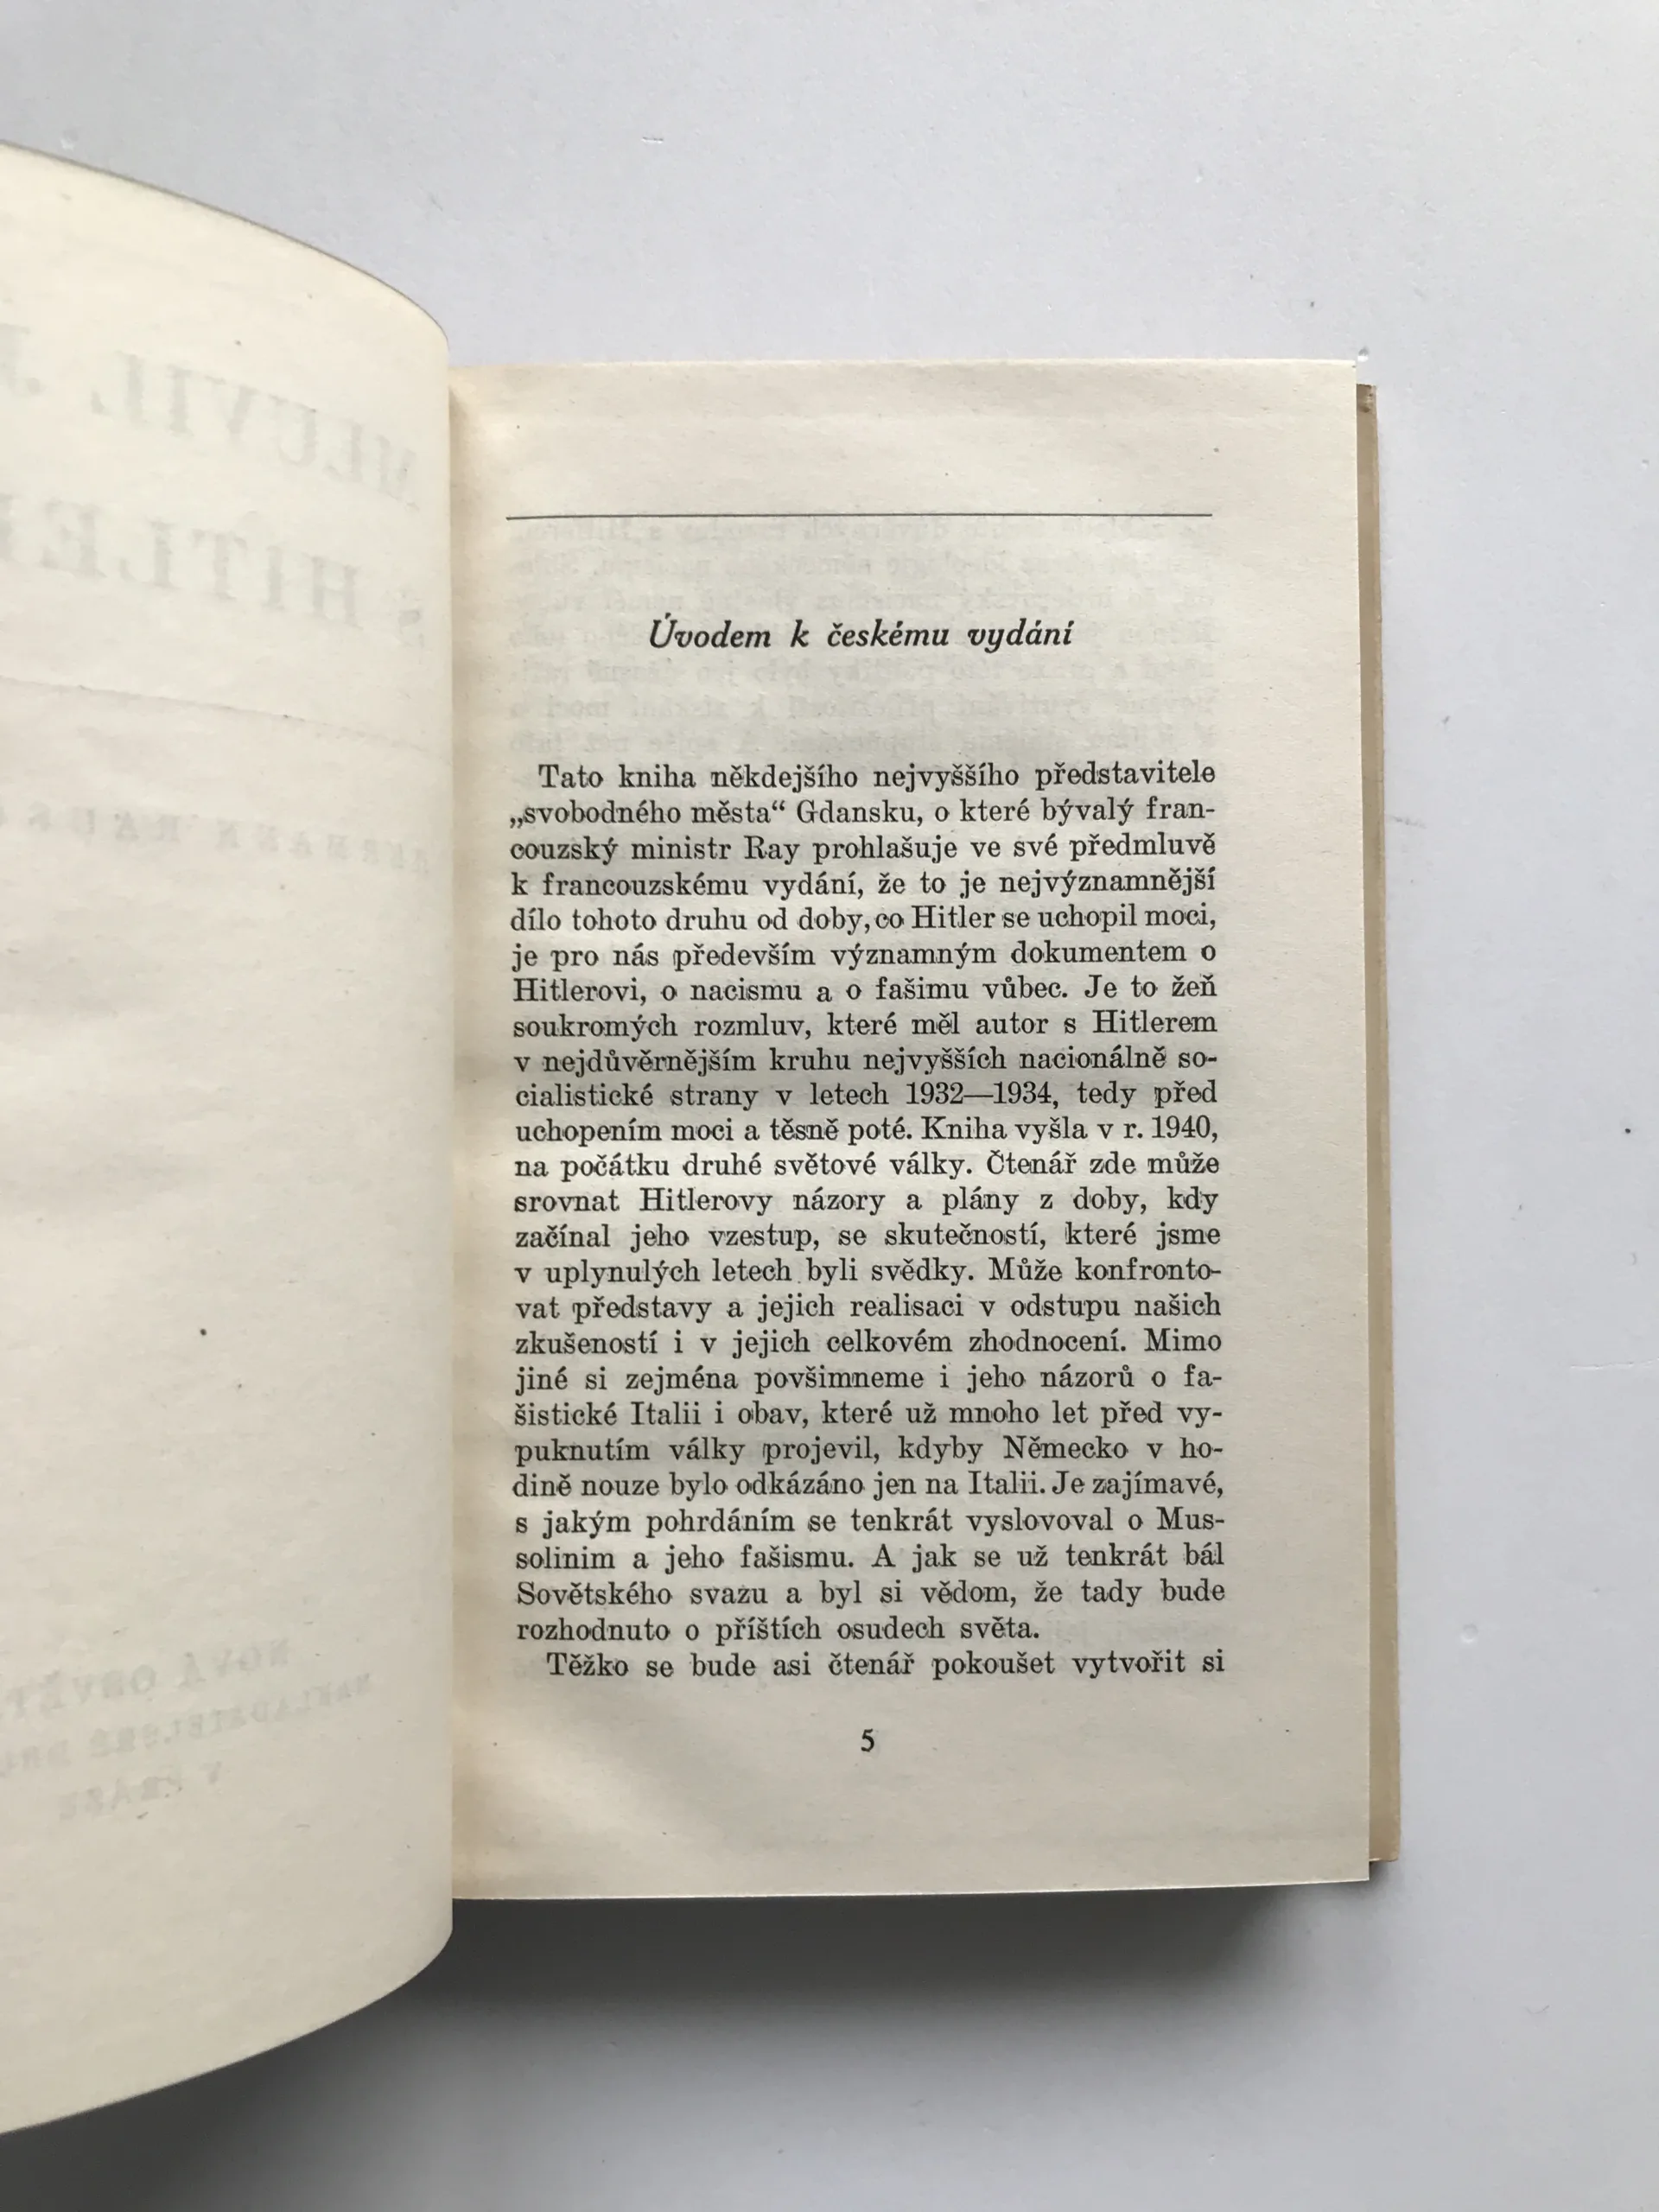 Úvodem k českému vydání
Tato kniha někdejšího nejvyššího představitele
„svobodného města“ Gdansku, o které bývalý fran-
couzský ministr Ray prohlašuje ve své předmluvě
k francouzskému vydání, že to je nejvýznamnější
dílo tohoto druhu od doby, co Hitler se uchopil moci,
je pro nás především významným dokumentem o
Hitlerovi, o nacismu a o fašimu vůbec. Je to žeň
soukromých rozmluv, které měl autor s Hitlerem
v nejdůvěrnějším kruhu nejvyšších nacionálně so-
cialistické strany v letech 1932—1934, tedy před
uchopením moci a těsně poté. Kniha vyšla v r. 1940,
na počátku druhé světové války. Čtenář zde může
srovnat Hitlerovy názory a plány z doby, kdy
začínal jeho vzestup, se skutečností, které jsme
v uplynulých letech byli svědky. Může konfronto-
vat představy a jejich realisaci v odstupu našich
zkušeností i v jejich celkovém zhodnocení. Mimo
jiné si zejména povšimneme i jeho názorů o fa-
šistické Italii i obav, které už mnoho let před vy-
puknutím války projevil, kdyby Německo v ho-
dině nouze bylo odkázáno jen na Italii. Je zajímavé,
s jakým pohrdáním se tenkrát vyslovoval o Mus-
solinim a jeho fašismu. A jak se už tenkrát bál
Sovětského svazu a byl si vědom, že tady bude
rozhodnuto o příštích osudech světa.
Těžko se bude asi čtenář pokoušet vytvořit si
5